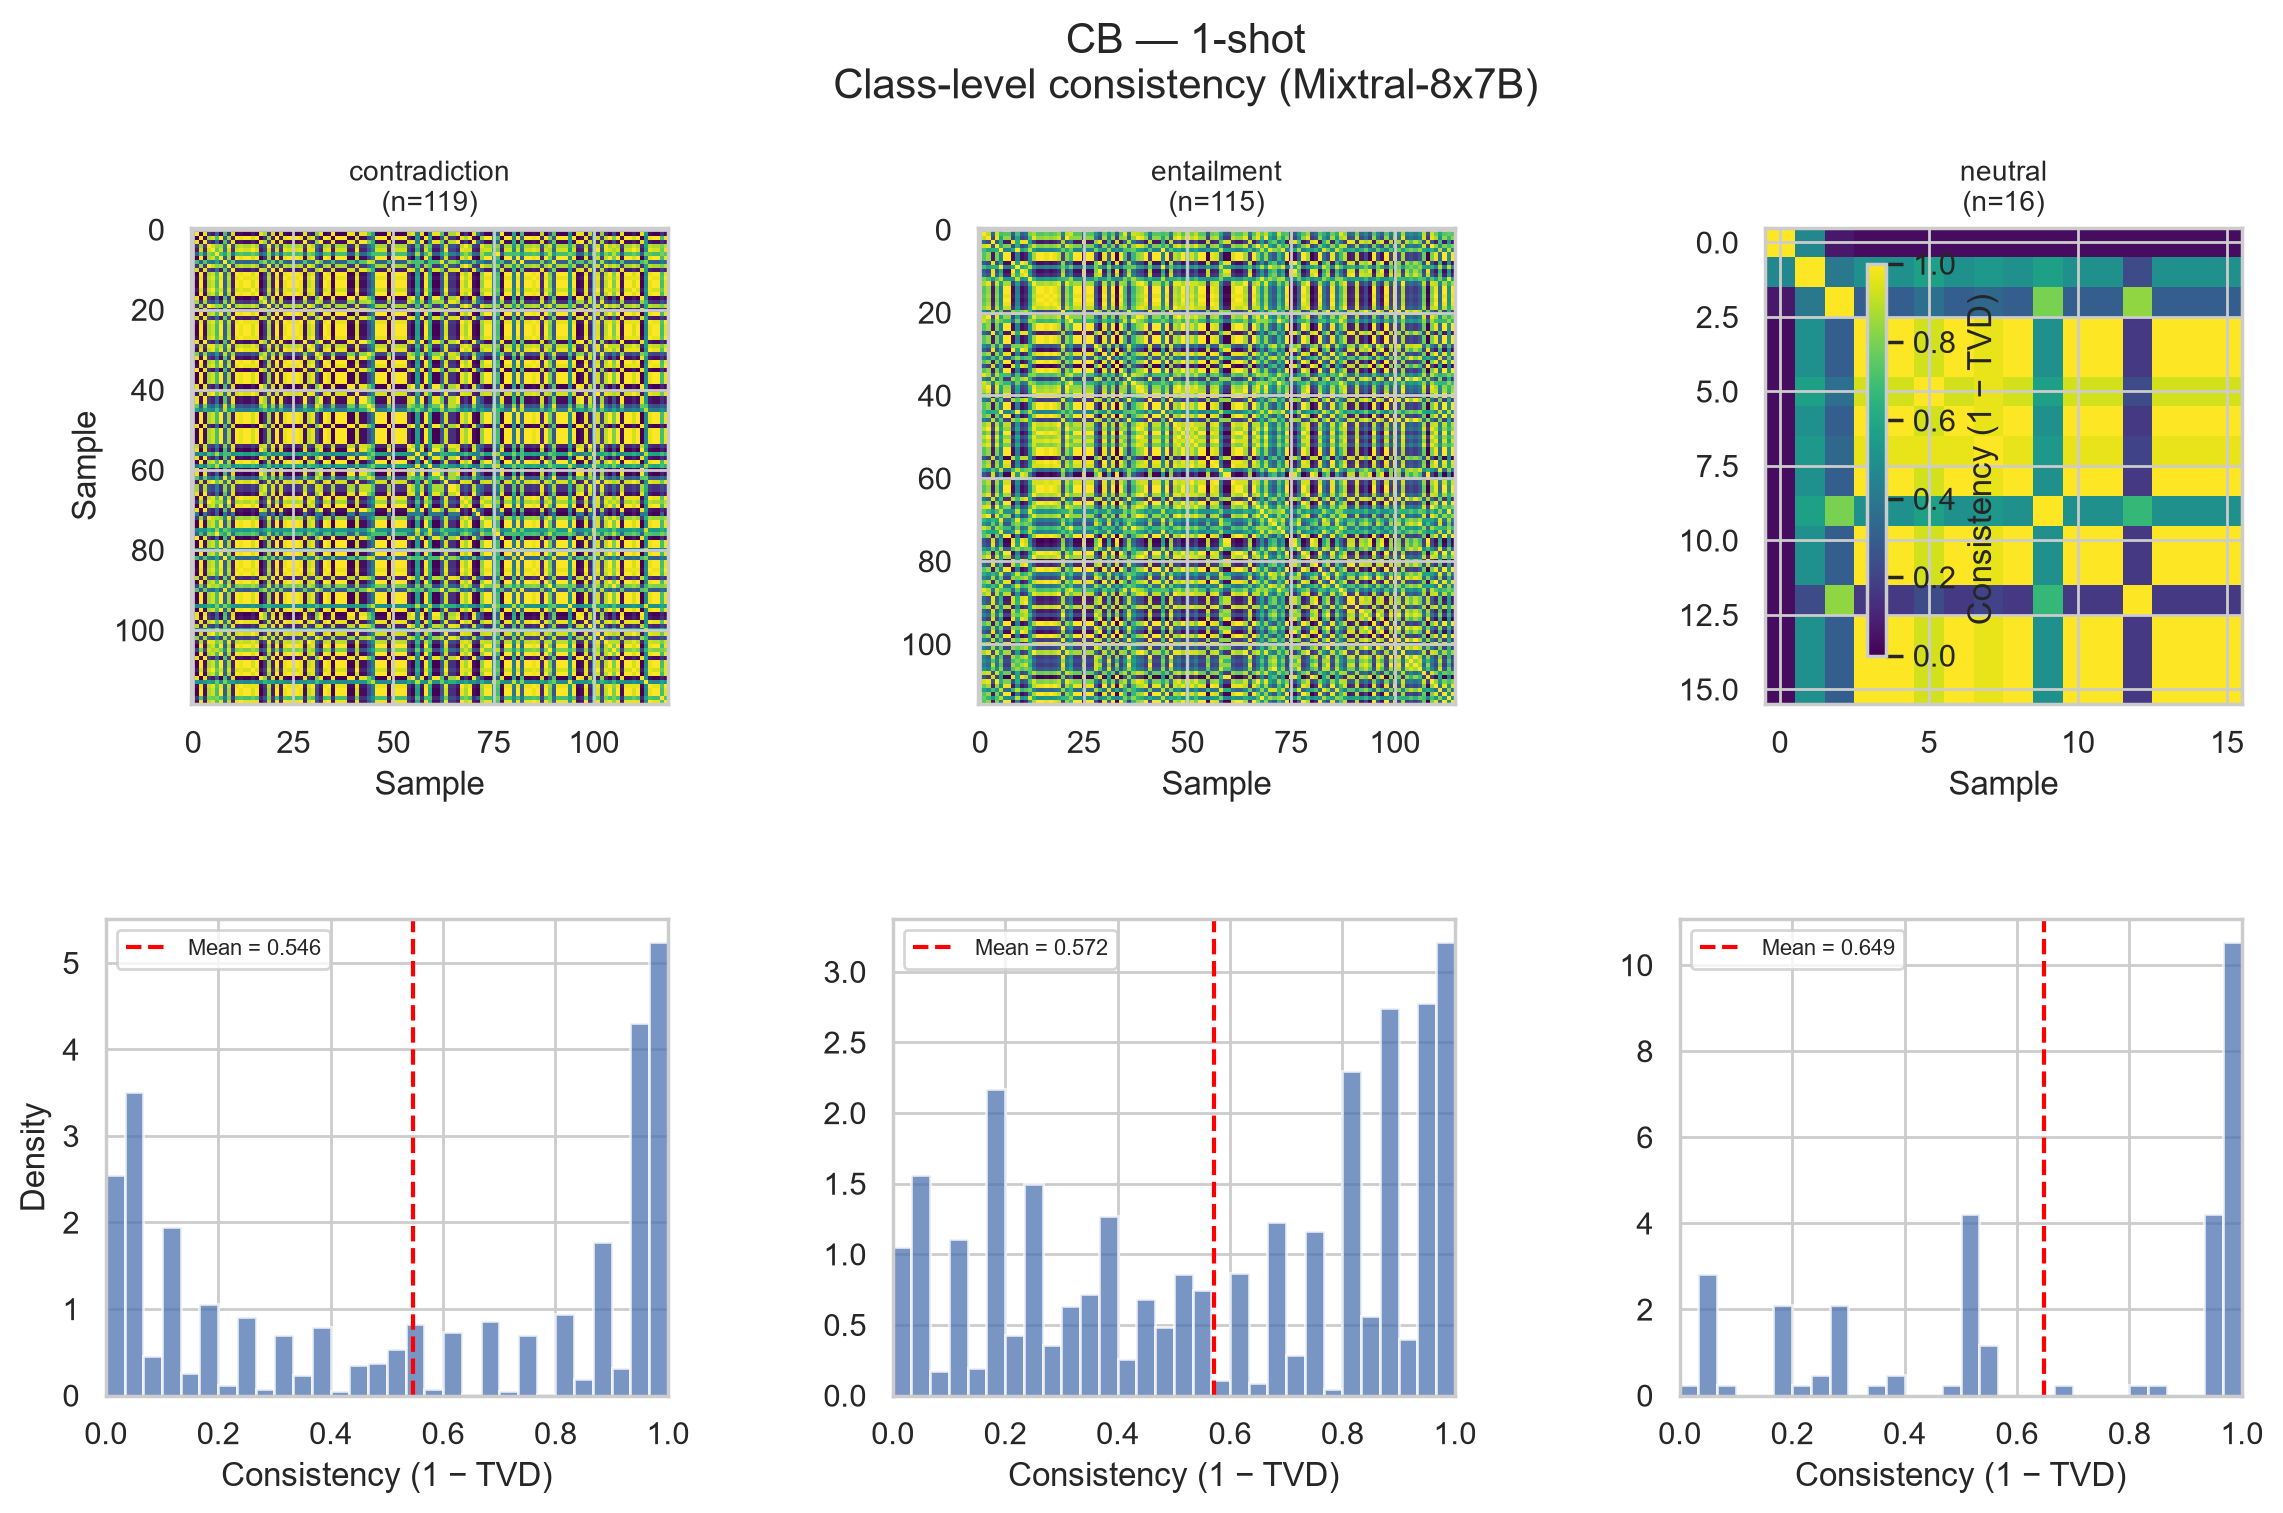 CB — 1-shot
Class-level consistency (Mixtral-8x7B)
contradiction
(n=119)
0
20
40
60
80
100
Sample
0 25 50 75 100
Sample
entailment
(n=115)
0
20
40
60
80
100
0 25 50 75 100
Sample
neutral
(n=16)
0.0
2.5
5.0
7.5
10.0
12.5
15.0
0 5 10 15
Sample
1.0
0.8
0.6
0.4
0.2
0.0
Consistency (1 − TVD)
Mean = 0.546
5
4
3
2
1
0
Density
0.0 0.2 0.4 0.6 0.8 1.0
Consistency (1 − TVD)
Mean = 0.572
3.0
2.5
2.0
1.5
1.0
0.5
0.0
0.0 0.2 0.4 0.6 0.8 1.0
Consistency (1 − TVD)
Mean = 0.649
10
8
6
4
2
0
0.0 0.2 0.4 0.6 0.8 1.0
Consistency (1 − TVD)